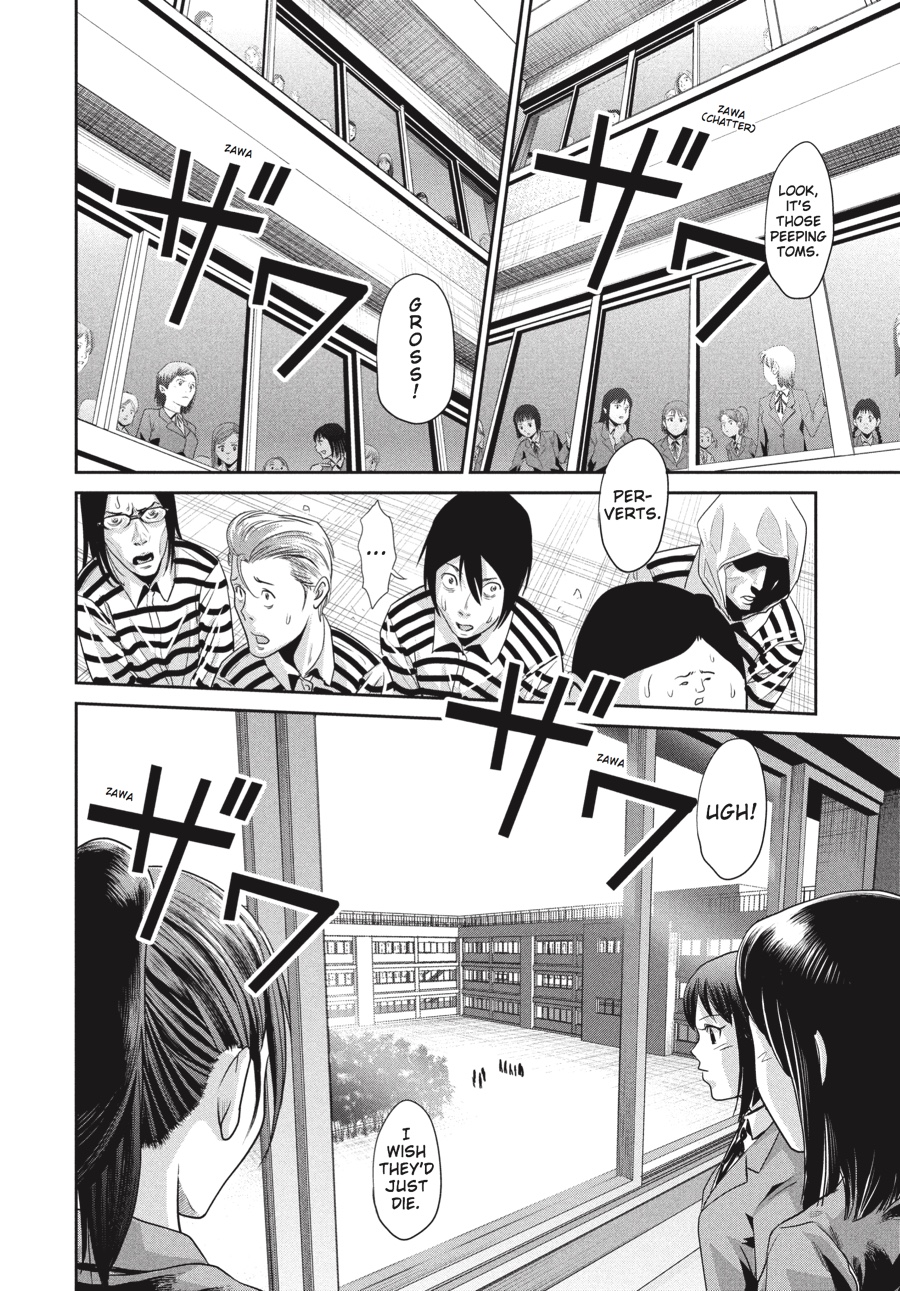 ZAWA
(CHATTER)
ザワ
LOOK,
IT'S
THOSE
PEEPING
TOMS.
ZAWA
ザワ
GROSS!
PER-
VERTS.
...
UGH!
ZAWA
ザワ
ZAWA
ザワ
I
WISH
THEY'D
JUST
DIE.